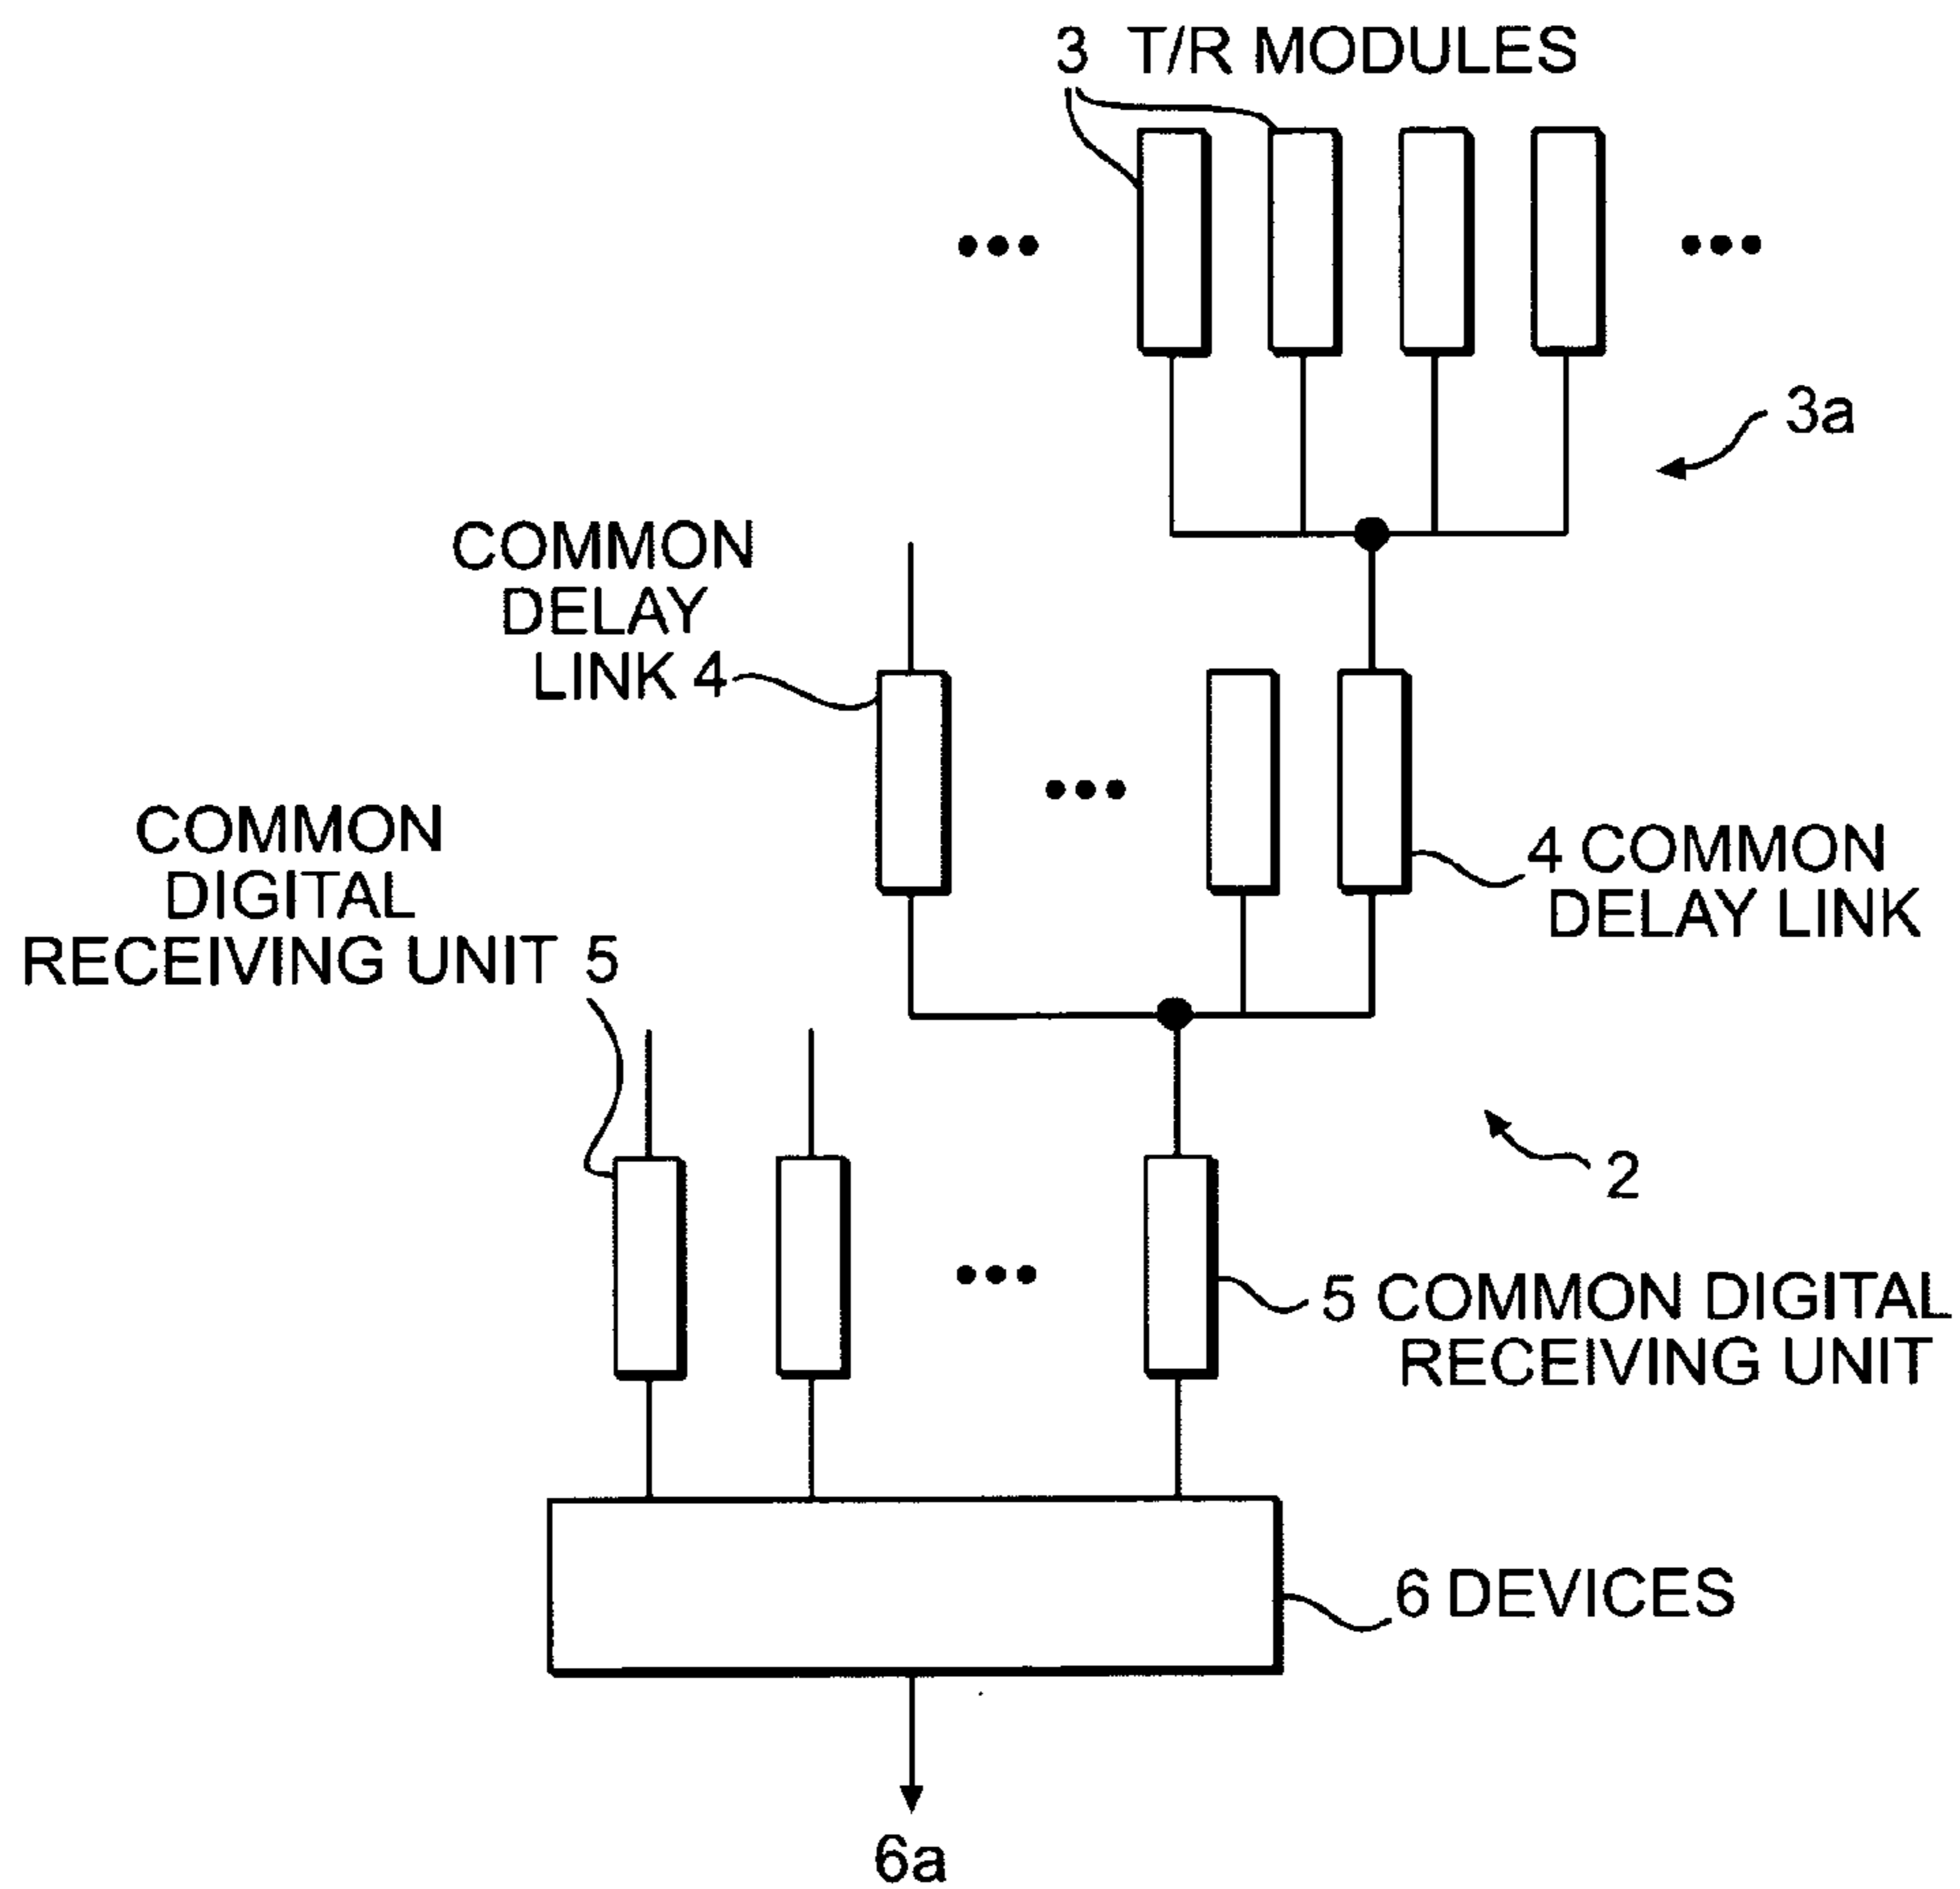 3 T/R MODULES
3a
COMMON
DELAY
LINK 4
COMMON
DIGITAL
RECEIVING UNIT 5
4 COMMON
DELAY LINK
2
5 COMMON DIGITAL
RECEIVING UNIT
6 DEVICES
6a